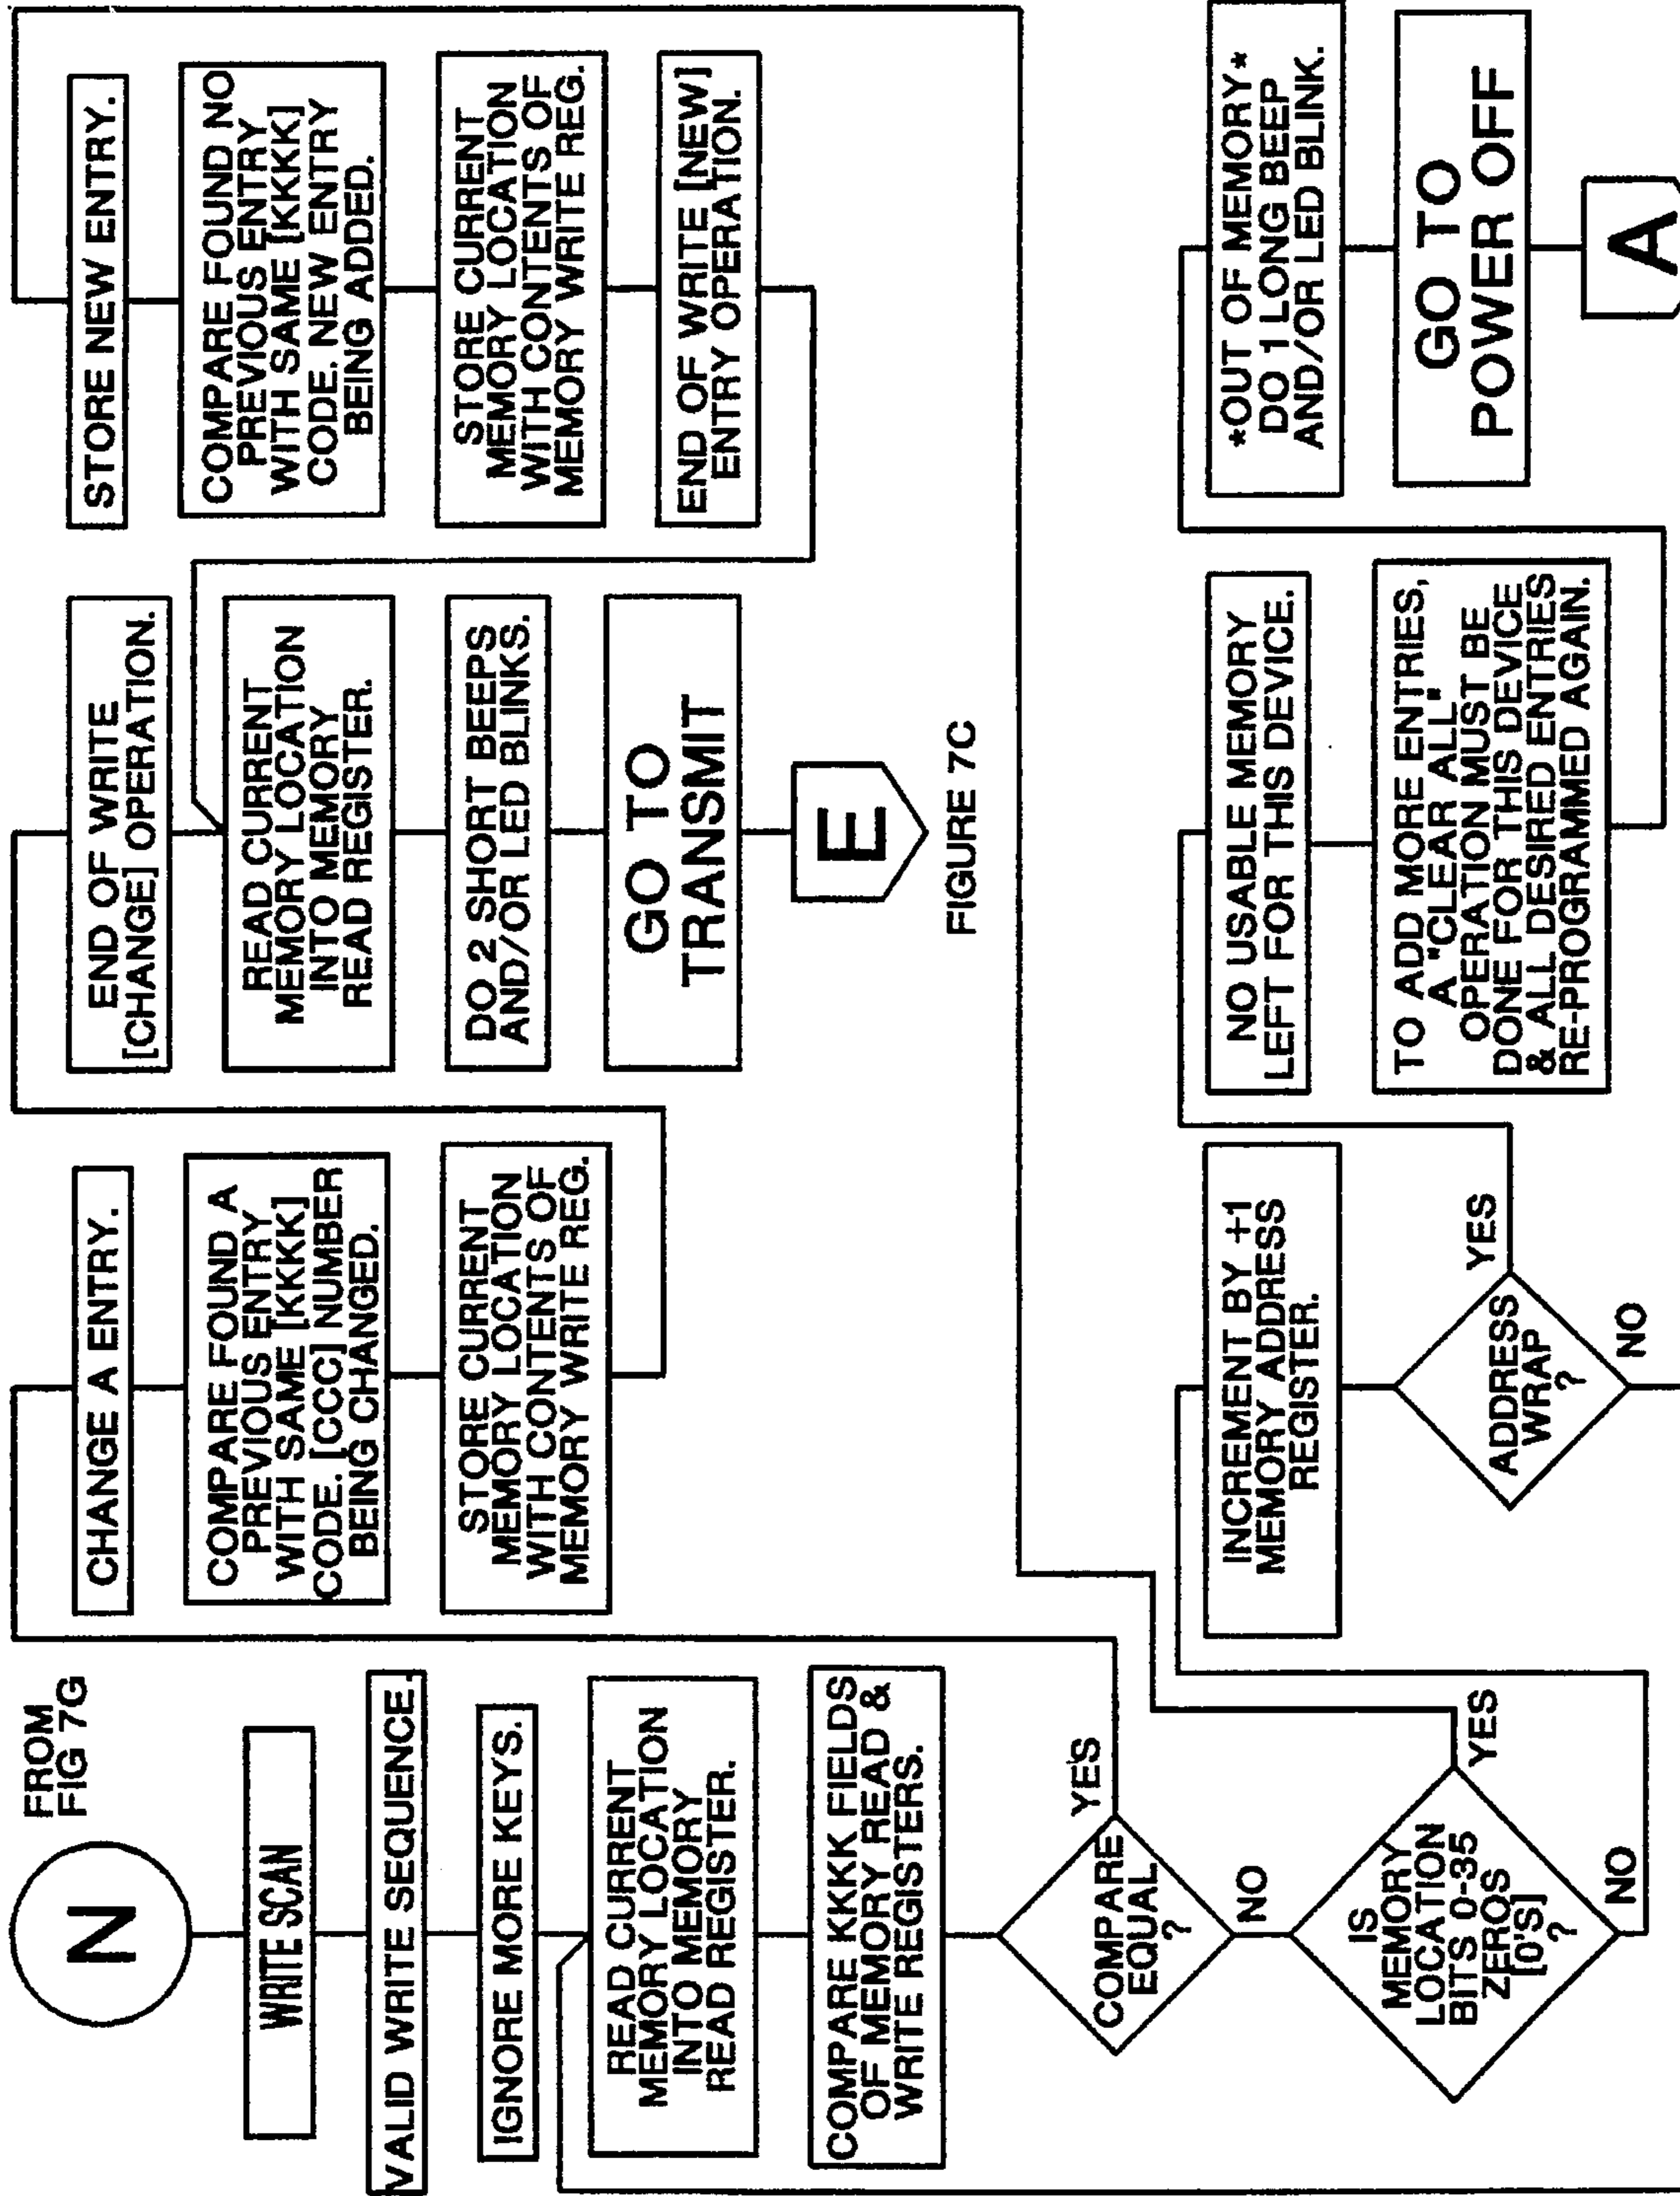 FROM
FIG 7G
N
WRITE SCAN
VALID WRITE SEQUENCE.
IGNORE MORE KEYS.
READ CURRENT
MEMORY LOCATION
INTO MEMORY
READ REGISTER.
COMPARE KKKK FIELDS
OF MEMORY READ &
WRITE REGISTERS.
COMPARE
EQUAL
?
YES
NO
IS
MEMORY
LOCATION
BITS 0-35
ZEROS
[0'S]
?
YES
NO
CHANGE A ENTRY.
COMPARE FOUND A
PREVIOUS ENTRY
WITH SAME [KKKK]
CODE. [CCC] NUMBER
BEING CHANGED.
STORE CURRENT
MEMORY LOCATION
WITH CONTENTS OF
MEMORY WRITE REG.
END OF WRITE
[CHANGE] OPERATION.
READ CURRENT
MEMORY LOCATION
INTO MEMORY
READ REGISTER.
DO 2 SHORT BEEPS
AND/OR LED BLINKS.
GO TO
TRANSMIT
E
FIGURE 7C
STORE NEW ENTRY.
COMPARE FOUND NO
PREVIOUS ENTRY
WITH SAME [KKKK]
CODE. NEW ENTRY
BEING ADDED.
STORE CURRENT
MEMORY LOCATION
WITH CONTENTS OF
MEMORY WRITE REG.
END OF WRITE [NEW]
ENTRY OPERATION.
INCREMENT BY +1
MEMORY ADDRESS
REGISTER.
ADDRESS
WRAP
?
YES
NO
NO USABLE MEMORY
LEFT FOR THIS DEVICE.
TO ADD MORE ENTRIES,
A "CLEAR ALL"
OPERATION MUST BE
DONE FOR THIS DEVICE
& ALL DESIRED ENTRIES
RE-PROGRAMMED AGAIN.
*OUT OF MEMORY*
DO 1 LONG BEEP
AND/OR LED BLINK.
GO TO
POWER OFF
A